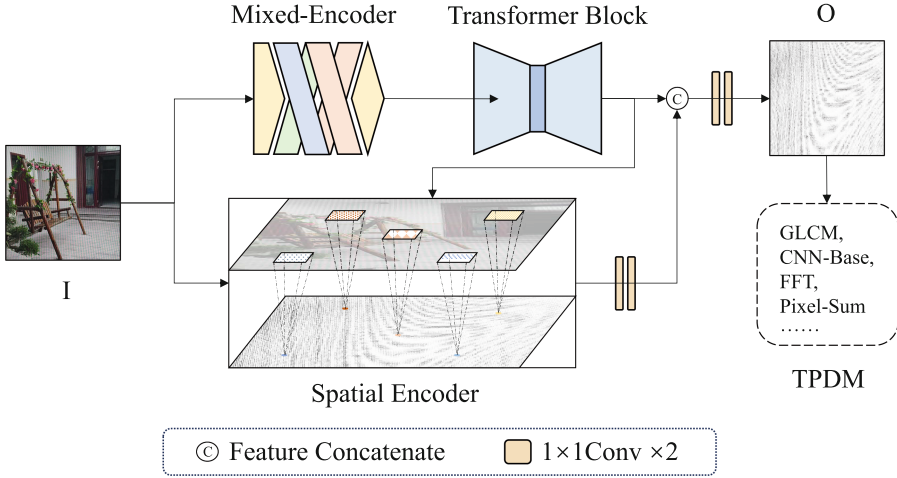 Mixed-Encoder
Transformer Block
O
C
I
GLCM,
CNN-Base,
FFT,
Pixel-Sum
......
Spatial Encoder
TPDM
C Feature Concatenate
1×1Conv ×2